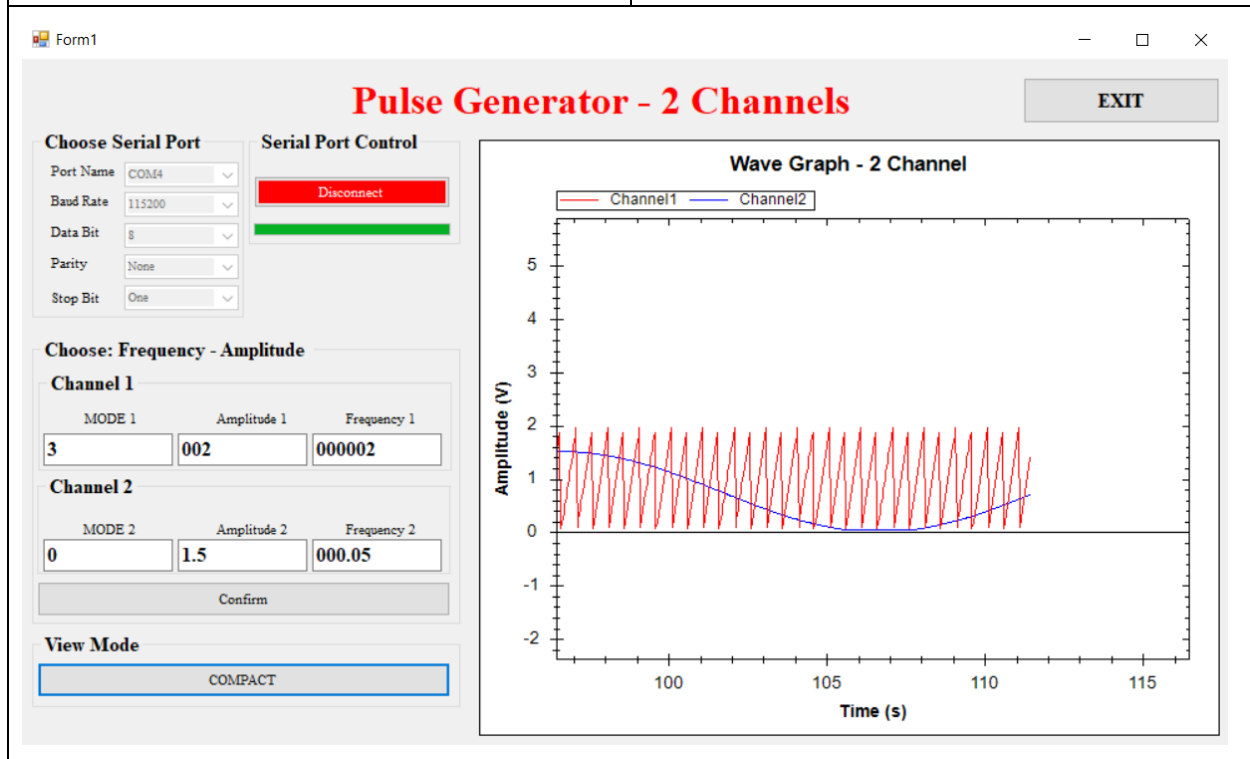 Form1
Pulse Generator - 2 Channels
EXIT
Choose Serial Port
Port Name COM4
Baud Rate 115200
Data Bit 8
Parity None
Stop Bit One
Serial Port Control
Disconnect
Choose: Frequency - Amplitude
Channel 1
MODE 1 Amplitude 1 Frequency 1
3 002 000002
Channel 2
MODE 2 Amplitude 2 Frequency 2
0 1.5 000.05
Confirm
View Mode
COMPACT
Wave Graph - 2 Channel
Channel1 Channel2
Amplitude (V)
5
4
3
2
1
0
-1
-2
100 105 110 115
Time (s)